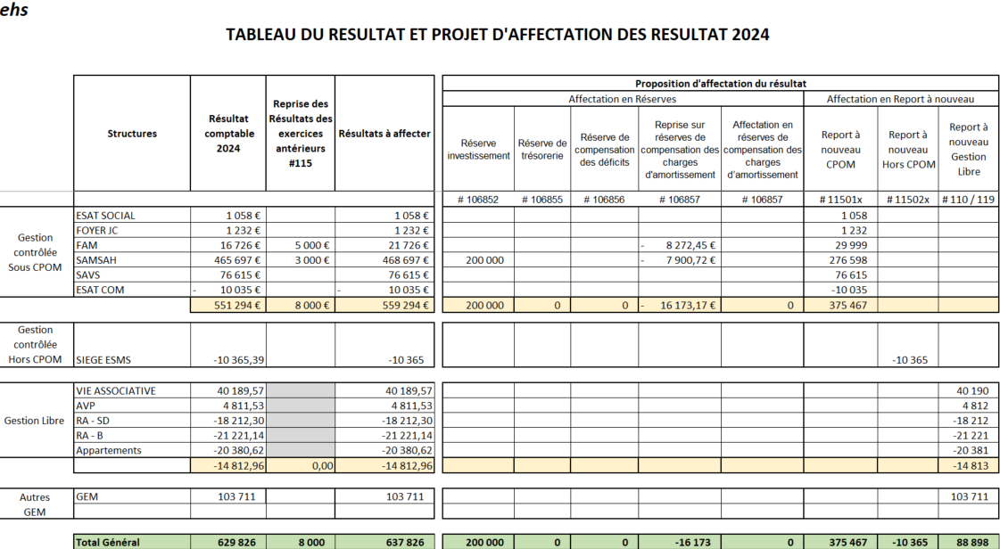 ehs
TABLEAU DU RESULTAT ET PROJET D'AFFECTATION DES RESULTAT 2024
Proposition d'affectation du résultat
Affectation en Réserves Affectation en Report à nouveau
Structures Résultat comptable 2024 Reprise des Résultats des exercices antérieurs #115 Résultats à affecter Réserve investissement Réserve de trésorerie Réserve de compensation des déficits Reprise sur réserves de compensation des charges d'amortissement Affectation en réserves de compensation des charges d'amortissement Report à nouveau CPOM Report à nouveau Hors CPOM Report à nouveau Gestion Libre
# 106852 # 106855 # 106856 # 106857 # 106857 # 11501x # 11502x # 110 / 119
Gestion contrôlée Sous CPOM
ESAT SOCIAL 1 058 € 1 058 € 1 058
FOYER JC 1 232 € 1 232 € 1 232
FAM 16 726 € 5 000 € 21 726 € - 8 272,45 € 29 999
SAMSAH 465 697 € 3 000 € 468 697 € 200 000 - 7 900,72 € 276 598
SAVS 76 615 € 76 615 € 76 615
ESAT COM - 10 035 € - 10 035 € -10 035
551 294 € 8 000 € 559 294 € 200 000 0 0 - 16 173,17 € 0 375 467
Gestion contrôlée Hors CPOM
SIEGE ESMS -10 365,39 -10 365 -10 365
Gestion Libre
VIE ASSOCIATIVE 40 189,57 40 189,57 40 190
AVP 4 811,53 4 811,53 4 812
RA - SD -18 212,30 -18 212,30 -18 212
RA - B -21 221,14 -21 221,14 -21 221
Appartements -20 380,62 -20 380,62 -20 381
-14 812,96 0,00 -14 812,96 -14 813
Autres GEM
GEM 103 711 103 711 103 711
Total Général 629 826 8 000 637 826 200 000 0 0 -16 173 0 375 467 -10 365 88 898